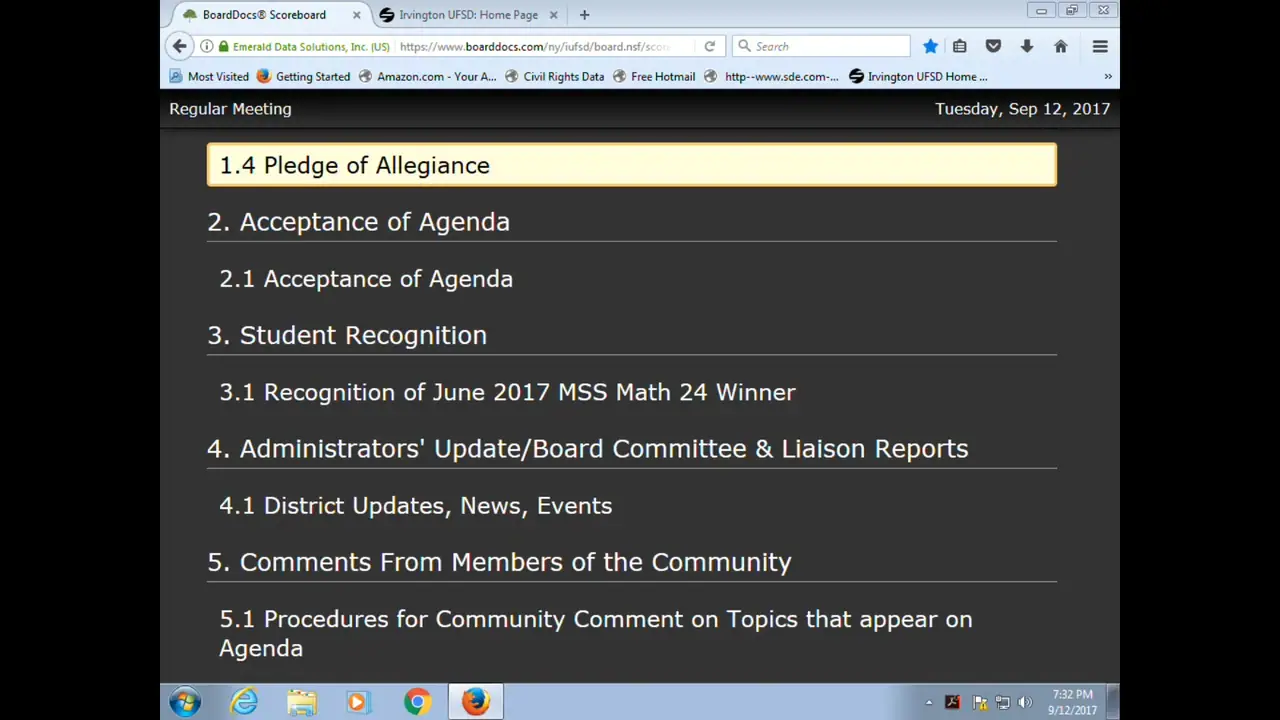 BoardDocs® Scoreboard
Irvington UFSD: Home Page
Emerald Data Solutions, Inc. (US)
https://www.boarddocs.com/ny/iufsd/board.nsf/scor
Search
Most Visited
Getting Started
Amazon.com - Your A...
Civil Rights Data
Free Hotmail
http--www.sde.com-...
Irvington UFSD Home ...
Regular Meeting
Tuesday, Sep 12, 2017
1.4 Pledge of Allegiance
2. Acceptance of Agenda
2.1 Acceptance of Agenda
3. Student Recognition
3.1 Recognition of June 2017 MSS Math 24 Winner
4. Administrators' Update/Board Committee & Liaison Reports
4.1 District Updates, News, Events
5. Comments From Members of the Community
5.1 Procedures for Community Comment on Topics that appear on
Agenda
7:32 PM
9/12/2017